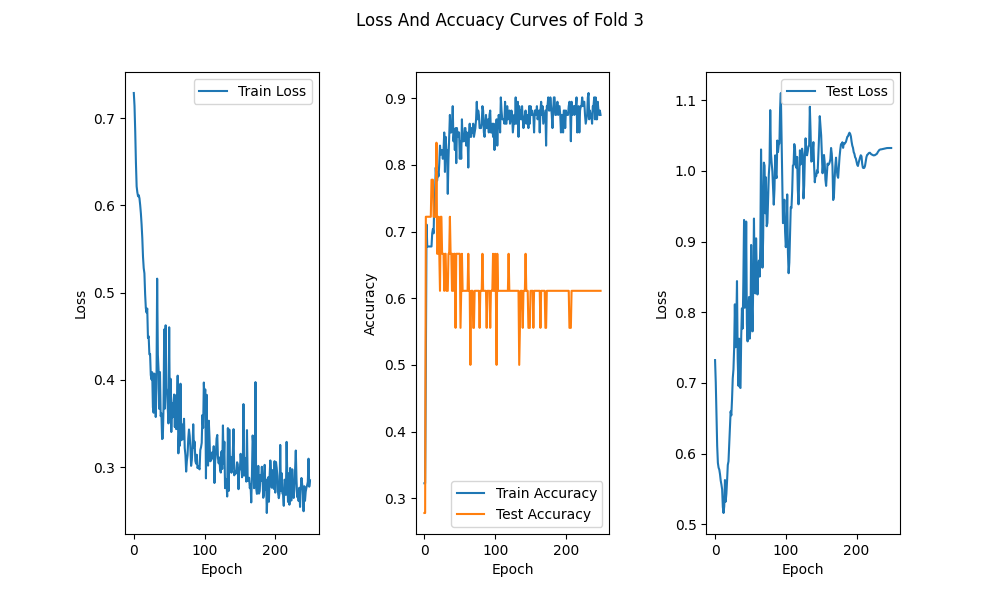 Loss And Accuacy Curves of Fold 3
Train Loss
0.7
0.6
0.5
0.4
0.3
Loss
0
100
200
Epoch
0.9
0.8
0.7
0.6
0.5
0.4
0.3
Accuracy
Train Accuracy
Test Accuracy
0
100
200
Epoch
Test Loss
1.1
1.0
0.9
0.8
0.7
0.6
0.5
Loss
0
100
200
Epoch